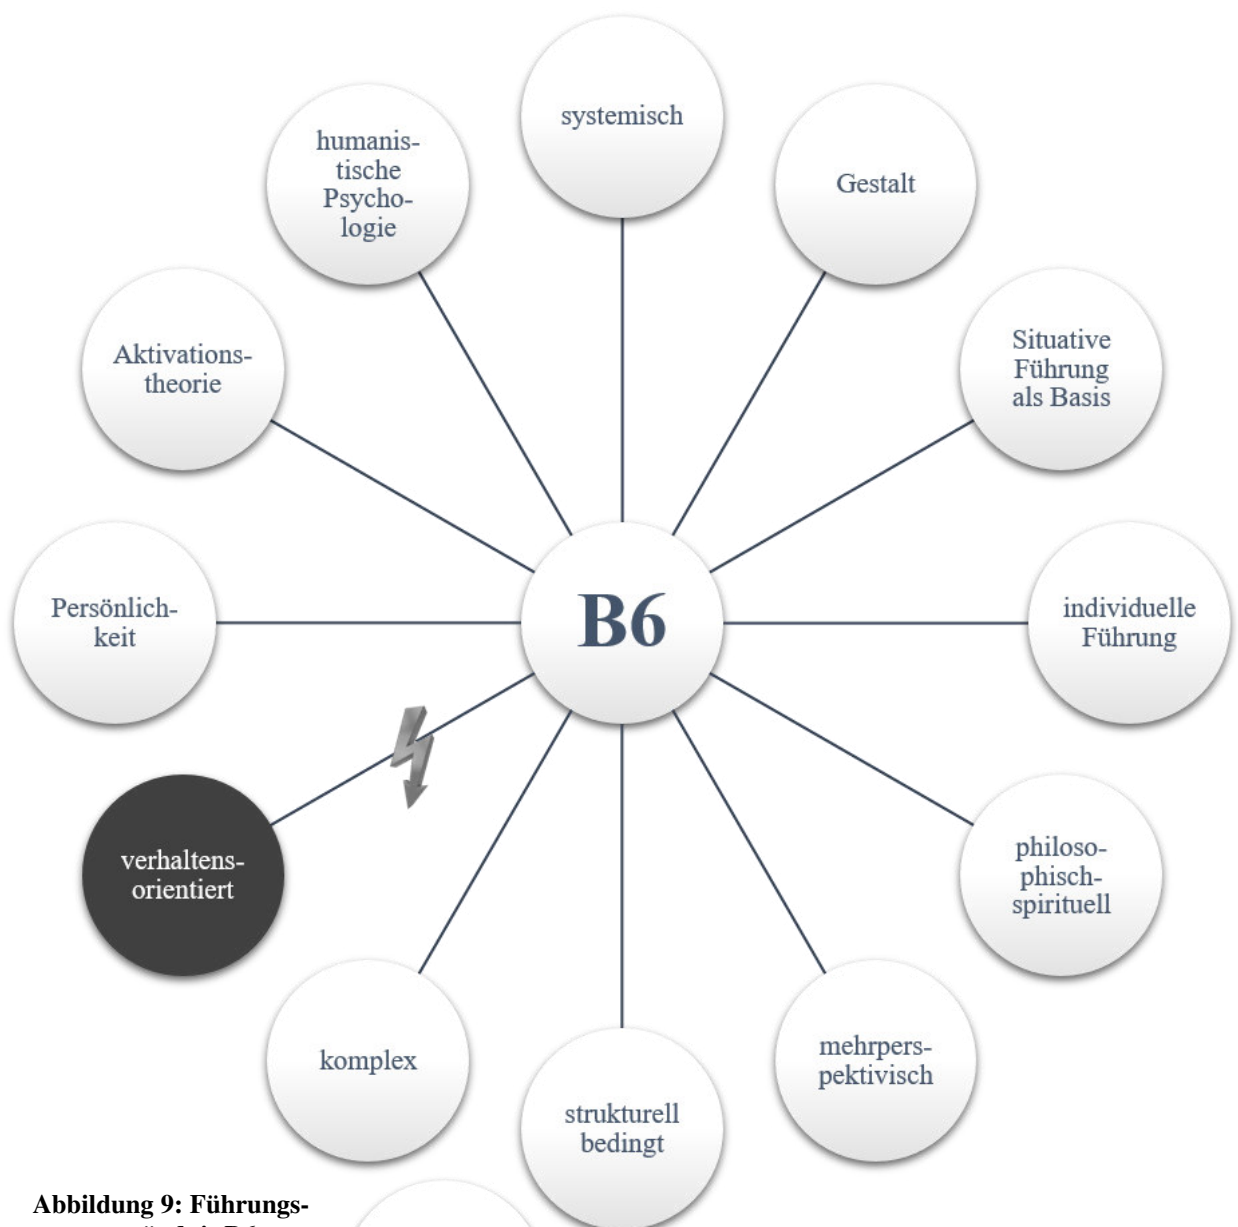 systemisch
humanis-
tische
Psycho-
logie
Gestalt
Aktivations-
theorie
Situative
Führung
als Basis
Persönlich-
keit
B6
individuelle
Führung
verhaltens-
orientiert
philoso-
phisch-
spirituell
komplex
mehrpers-
pektivisch
strukturell
bedingt
Abbildung 9: Führungs-